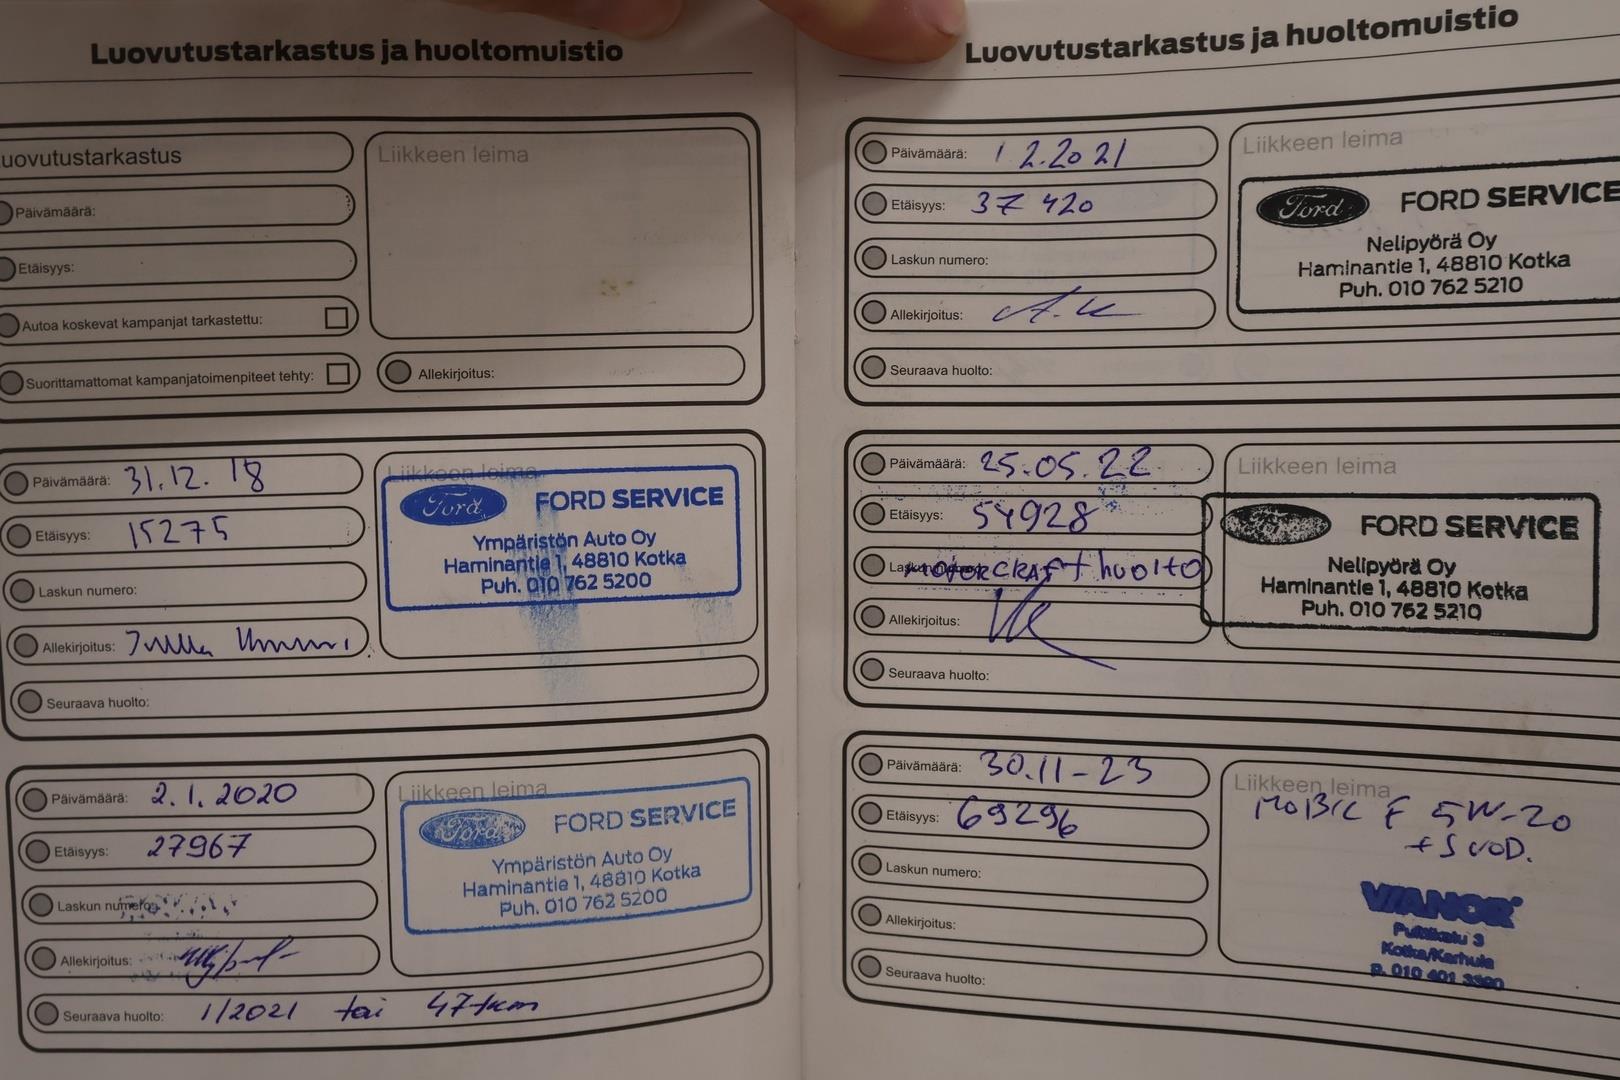 Luovutustarkastus ja huoltomuistio
uovutustarkastus
Liikkeen leima
Päivämäärä:
Etäisyys:
Autoa koskevat kampanjat tarkastettu:
Suorittamattomat kampanjatoimenpiteet tehty:
Allekirjoitus:
Päivämäärä: 31.12. 18
Etäisyys: 15275
Laskun numero:
Allekirjoitus:
Seuraava huolto:
Liikkeen leima
Ford FORD SERVICE
Ympäristön Auto Oy
Haminantie 1, 48810 Kotka
Puh. 010 762 5200
Päivämäärä: 2.1.2020
Etäisyys: 27967
Laskun numero:
Allekirjoitus:
Seuraava huolto: 1/2021 tai 47tkm
Liikkeen leima
Ford FORD SERVICE
Ympäristön Auto Oy
Haminantie 1, 48810 Kotka
Puh. 010 762 5200
Luovutustarkastus ja huoltomuistio
Päivämäärä: 1 2.2021
Etäisyys: 37 420
Laskun numero:
Allekirjoitus: A.K
Seuraava huolto:
Liikkeen leima
Ford FORD SERVICE
Nelipyörä Oy
Haminantie 1, 48810 Kotka
Puh. 010 762 5210
Päivämäärä: 25.05.22
Etäisyys: 54928
Laskun numero: MOTORCRAFT huolto
Allekirjoitus:
Seuraava huolto:
Liikkeen leima
FORD SERVICE
Nelipyörä Oy
Haminantie 1, 48810 Kotka
Puh. 010 762 5210
Päivämäärä: 30.11-23
Etäisyys: 69296
Laskun numero:
Allekirjoitus:
Seuraava huolto:
Liikkeen leima
5W-20
VIANOR
Kotka/Karhula